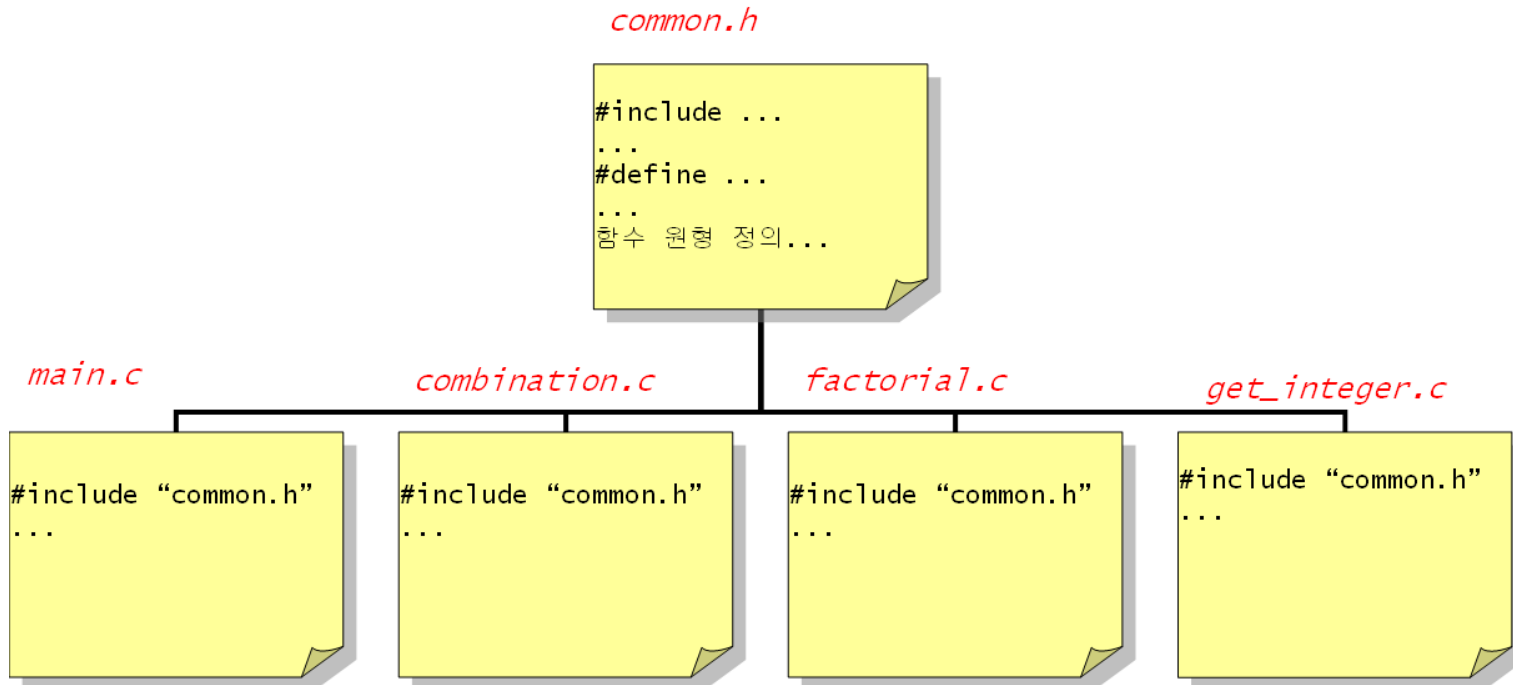 common.h
#include ...
...
#define ...
...
함수 원형 정의...
main.c
#include “common.h”
...
combination.c
#include “common.h”
...
factorial.c
#include “common.h”
...
get_integer.c
#include “common.h”
...